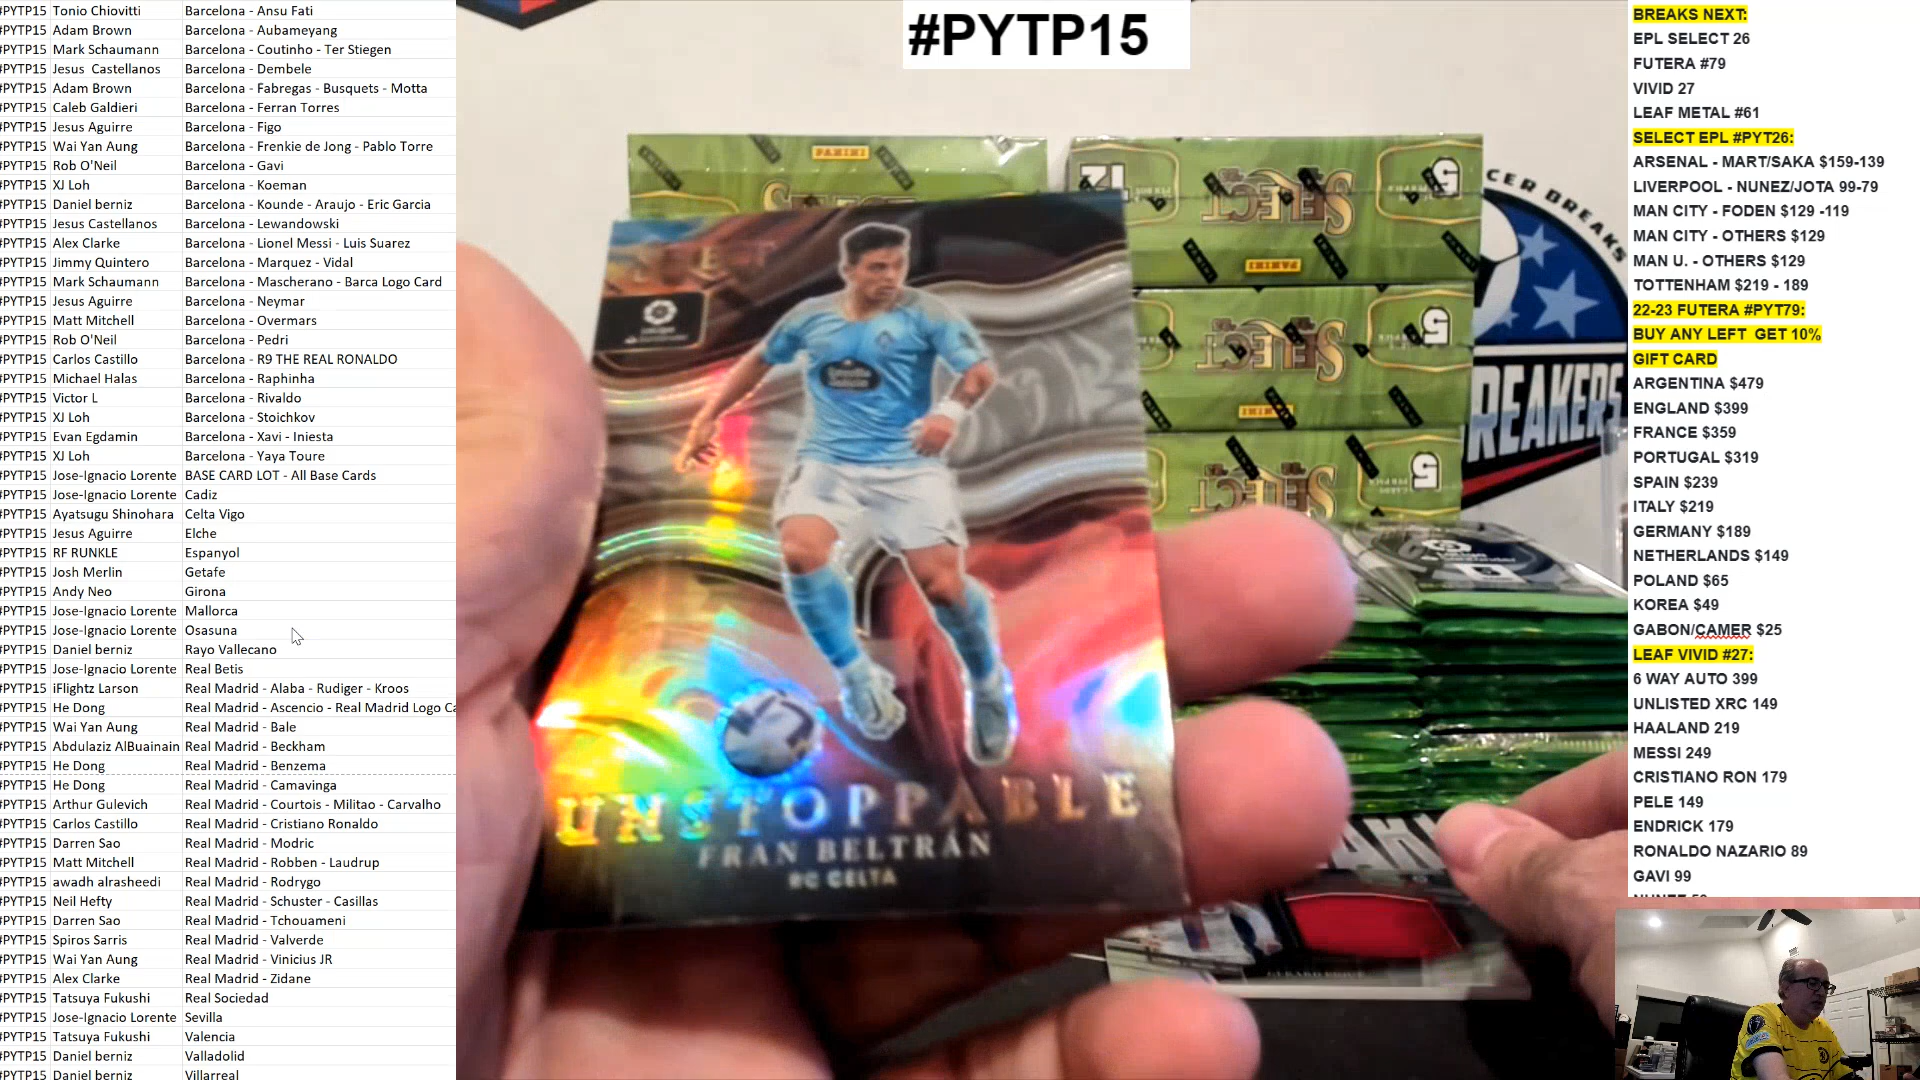 #PYTP15 Tonio Chiovitti Barcelona - Ansu Fati
#PYTP15 Adam Brown Barcelona - Aubameyang
#PYTP15 Mark Schaumann Barcelona - Coutinho - Ter Stiegen
#PYTP15 Jesus Castellanos Barcelona - Dembele
#PYTP15 Adam Brown Barcelona - Fabregas - Busquets - Motta
#PYTP15 Caleb Galdieri Barcelona - Ferran Torres
#PYTP15 Jesus Aguirre Barcelona - Figo
#PYTP15 Wai Yan Aung Barcelona - Frenkie de Jong - Pablo Torre
#PYTP15 Rob O'Neil Barcelona - Gavi
#PYTP15 XJ Loh Barcelona - Koeman
#PYTP15 Daniel berniz Barcelona - Kounde - Araujo - Eric Garcia
#PYTP15 Jesus Castellanos Barcelona - Lewandowski
#PYTP15 Alex Clarke Barcelona - Lionel Messi - Luis Suarez
#PYTP15 Jimmy Quintero Barcelona - Marquez - Vidal
#PYTP15 Mark Schaumann Barcelona - Mascherano - Barca Logo Card
#PYTP15 Jesus Aguirre Barcelona - Neymar
#PYTP15 Matt Mitchell Barcelona - Overmars
#PYTP15 Rob O'Neil Barcelona - Pedri
#PYTP15 Carlos Castillo Barcelona - R9 THE REAL RONALDO
#PYTP15 Michael Halas Barcelona - Raphinha
#PYTP15 Victor L Barcelona - Rivaldo
#PYTP15 XJ Loh Barcelona - Stoichkov
#PYTP15 Evan Egdamin Barcelona - Xavi - Iniesta
#PYTP15 XJ Loh Barcelona - Yaya Toure
#PYTP15 Jose-Ignacio Lorente BASE CARD LOT - All Base Cards
#PYTP15 Jose-Ignacio Lorente Cadiz
#PYTP15 Ayatsugu Shinohara Celta Vigo
#PYTP15 Jesus Aguirre Elche
#PYTP15 RF RUNKLE Espanyol
#PYTP15 Josh Merlin Getafe
#PYTP15 Andy Neo Girona
#PYTP15 Jose-Ignacio Lorente Mallorca
#PYTP15 Jose-Ignacio Lorente Osasuna
#PYTP15 Daniel berniz Rayo Vallecano
#PYTP15 Jose-Ignacio Lorente Real Betis
#PYTP15 iFlightz Larson Real Madrid - Alaba - Rudiger - Kroos
#PYTP15 He Dong Real Madrid - Ascencio - Real Madrid Logo Ca
#PYTP15 Wai Yan Aung Real Madrid - Bale
#PYTP15 Abdulaziz AlBuainain Real Madrid - Beckham
#PYTP15 He Dong Real Madrid - Benzema
#PYTP15 He Dong Real Madrid - Camavinga
#PYTP15 Arthur Gulevich Real Madrid - Courtois - Militao - Carvalho
#PYTP15 Carlos Castillo Real Madrid - Cristiano Ronaldo
#PYTP15 Darren Sao Real Madrid - Modric
#PYTP15 Matt Mitchell Real Madrid - Robben - Laudrup
#PYTP15 awadh alrasheedi Real Madrid - Rodrygo
#PYTP15 Neil Hefty Real Madrid - Schuster - Casillas
#PYTP15 Darren Sao Real Madrid - Tchouameni
#PYTP15 Spiros Sarris Real Madrid - Valverde
#PYTP15 Wai Yan Aung Real Madrid - Vinicius JR
#PYTP15 Alex Clarke Real Madrid - Zidane
#PYTP15 Tatsuya Fukushi Real Sociedad
#PYTP15 Jose-Ignacio Lorente Sevilla
#PYTP15 Tatsuya Fukushi Valencia
#PYTP15 Daniel berniz Valladolid
#PYTP15 Daniel berniz Villarreal
#PYTP15
PANINI
12
SELECT
5
PANINI
SELECT
5
PANINI
SELECT
5
CER BREAKS
REAKERS
UNSTOPPABLE
FRAN BELTRÁN
RC CELTA
BREAKS NEXT:
EPL SELECT 26
FUTERA #79
VIVID 27
LEAF METAL #61
SELECT EPL #PYT26:
ARSENAL - MART/SAKA $159-139
LIVERPOOL - NUNEZ/JOTA 99-79
MAN CITY - FODEN $129 -119
MAN CITY - OTHERS $129
MAN U. - OTHERS $129
TOTTENHAM $219 - 189
22-23 FUTERA #PYT79:
BUY ANY LEFT GET 10%
GIFT CARD
ARGENTINA $479
ENGLAND $399
FRANCE $359
PORTUGAL $319
SPAIN $239
ITALY $219
GERMANY $189
NETHERLANDS $149
POLAND $65
KOREA $49
GABON/CAMER $25
LEAF VIVID #27:
6 WAY AUTO 399
UNLISTED XRC 149
HAALAND 219
MESSI 249
CRISTIANO RON 179
PELE 149
ENDRICK 179
RONALDO NAZARIO 89
GAVI 99